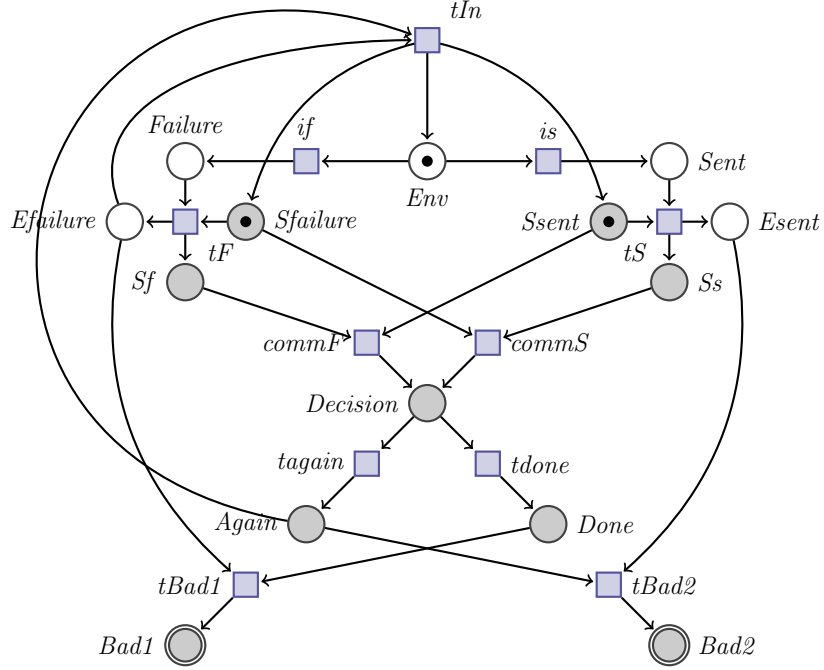 tIn
Failure
if
is
Sent
Env
Efailure
Sfailure
Ssent
Esent
tF
tS
Sf
Ss
commF
commS
Decision
tagain
tdone
Again
Done
tBad1
tBad2
Bad1
Bad2